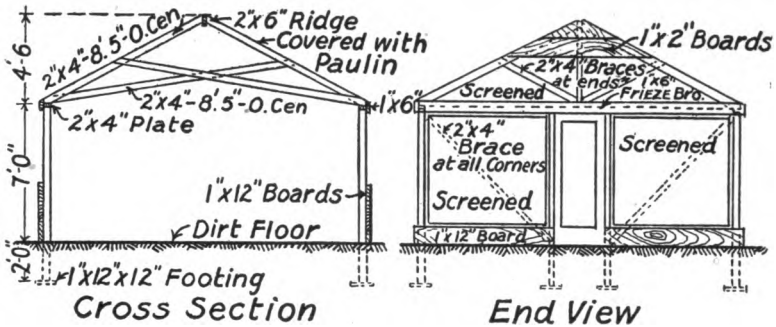 2"x6" Ridge
2"x4"-8'.5"-O.Cen
Covered with
Paulin
4'-6"
2"x4"-8'.5"-O.Cen
1"x6"
2"x4" Plate
7'-0"
1"x12" Boards
Dirt Floor
2'0"
1"x12"x12" Footing
Cross Section
1"x2" Boards
2"x4" Braces
at ends
1"x6"
Frieze Brd.
Screened
2"x4"
Brace
at all Corners
Screened
Screened
1"x12" Board
End View